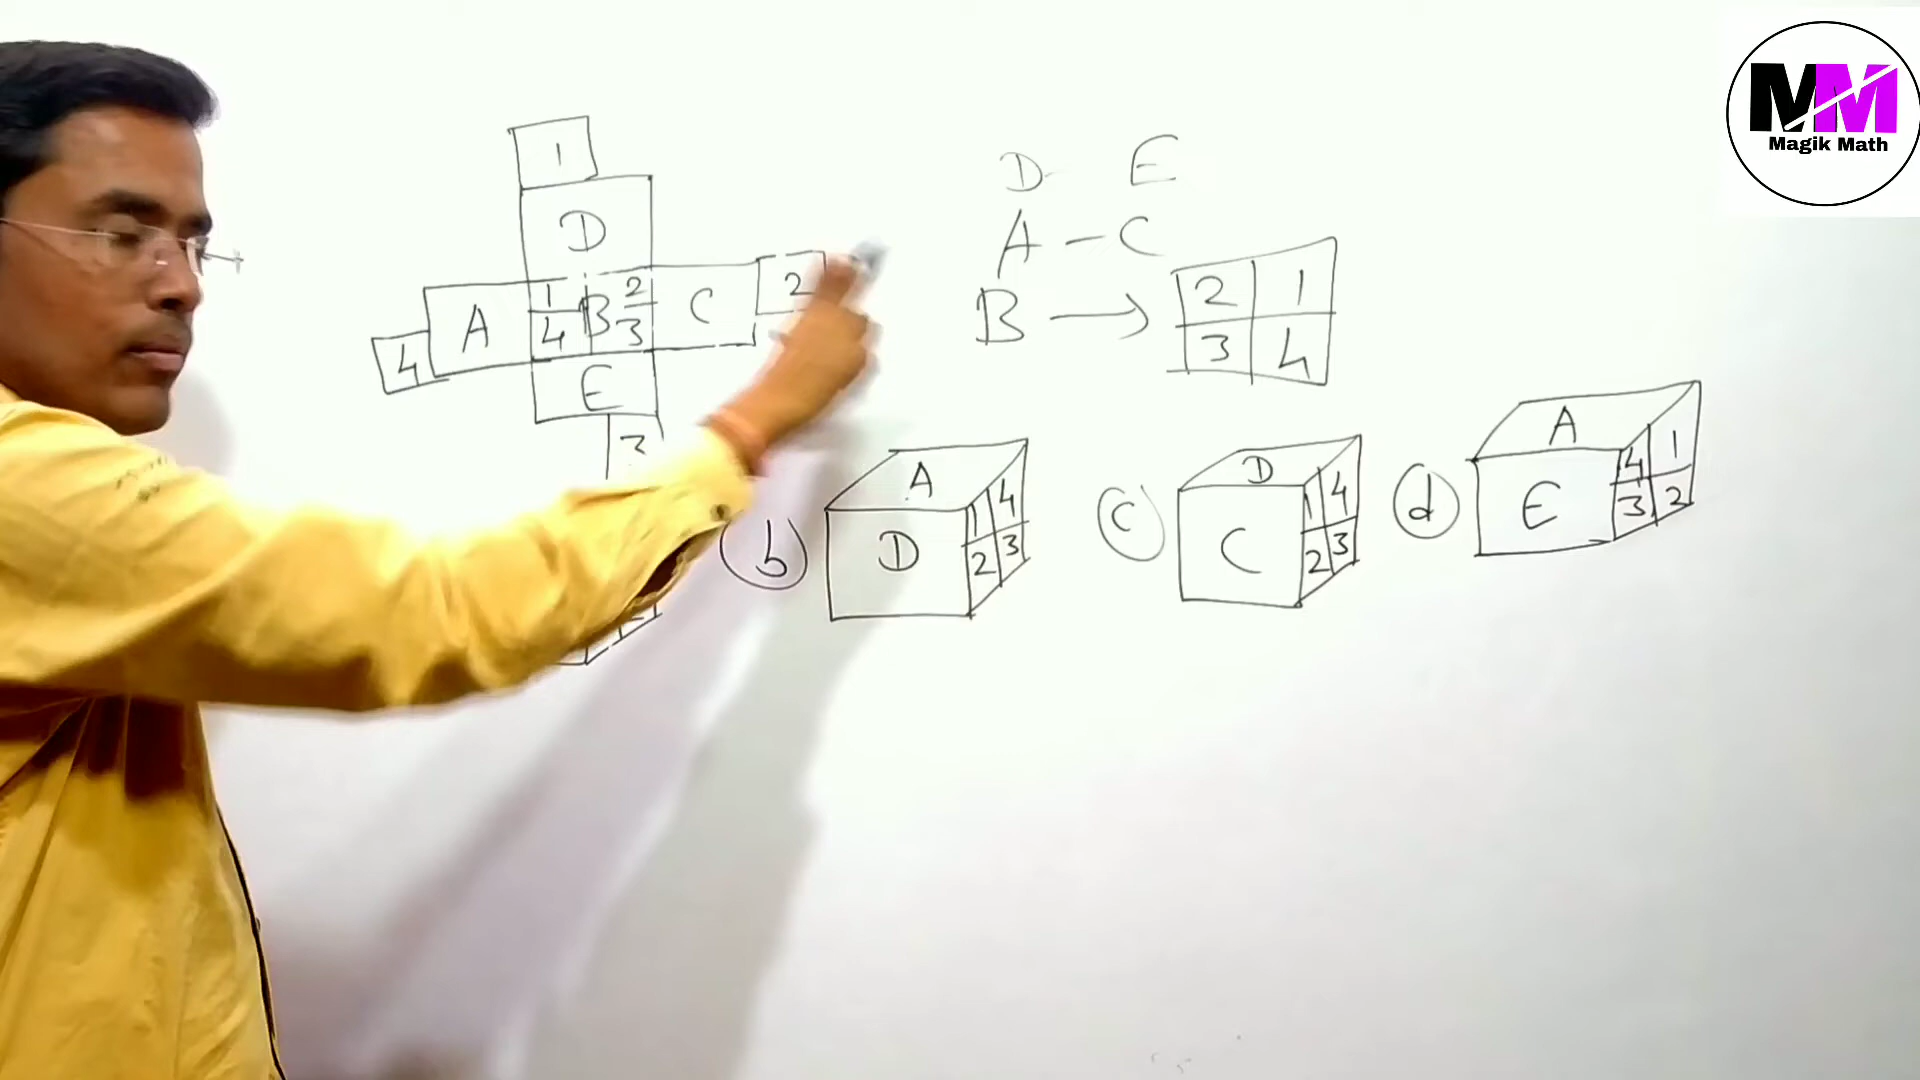 MM
Magik Math
1
D
A 1 B 2 C 2
4 4 3
E
3
D - E
A - C
B → 2 1
3 4
b A D 1 4 2 3
c D C 1 4 2 3
d A E 4 1 3 2